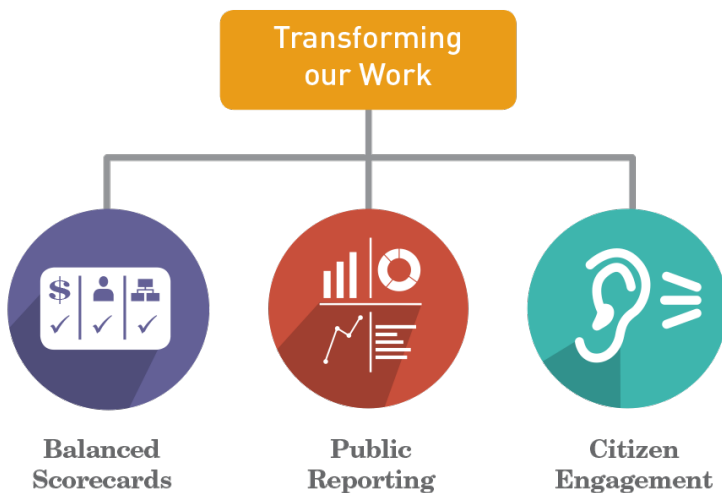 Transforming
our Work
$
Balanced
Scorecards
Public
Reporting
Citizen
Engagement